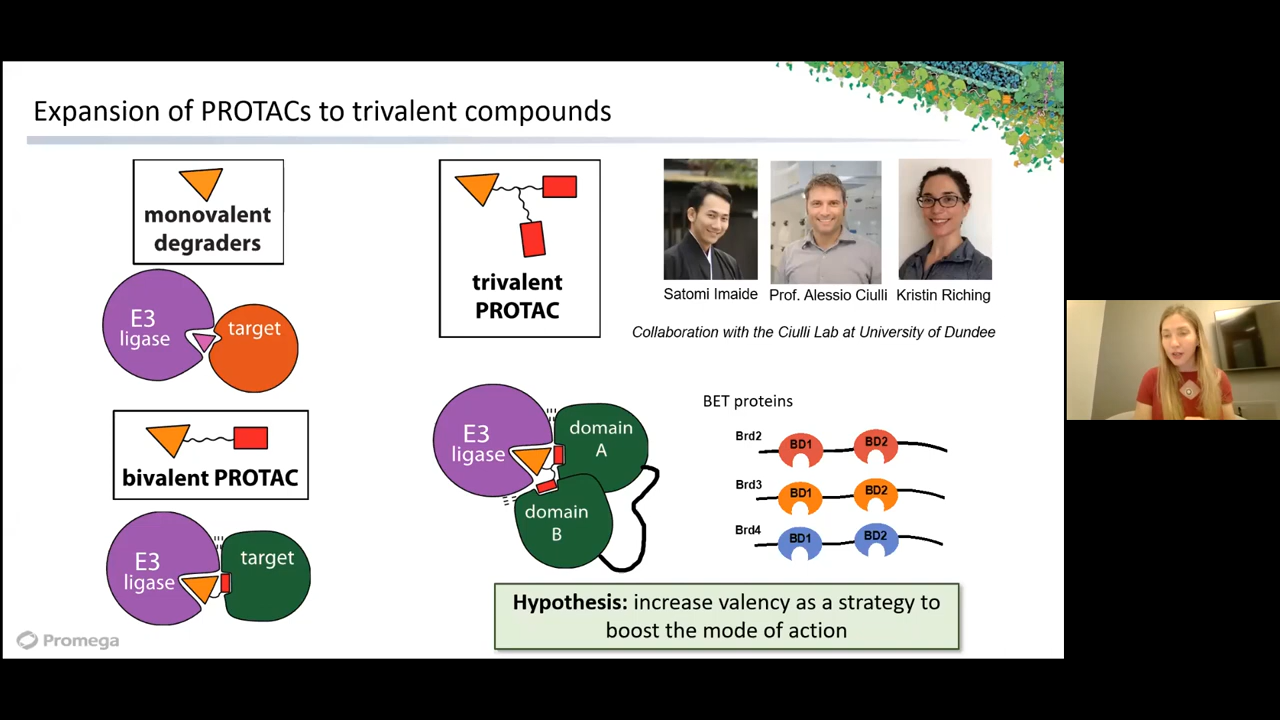 Expansion of PROTACs to trivalent compounds
monovalent
degraders
E3
ligase
target
bivalent PROTAC
E3
ligase
target
trivalent
PROTAC
E3
ligase
domain
A
domain
B
Satomi Imaide
Prof. Alessio Ciulli
Kristin Riching
Collaboration with the Ciulli Lab at University of Dundee
BET proteins
Brd2
BD1
BD2
Brd3
BD1
BD2
Brd4
BD1
BD2
Hypothesis: increase valency as a strategy to
boost the mode of action
Promega